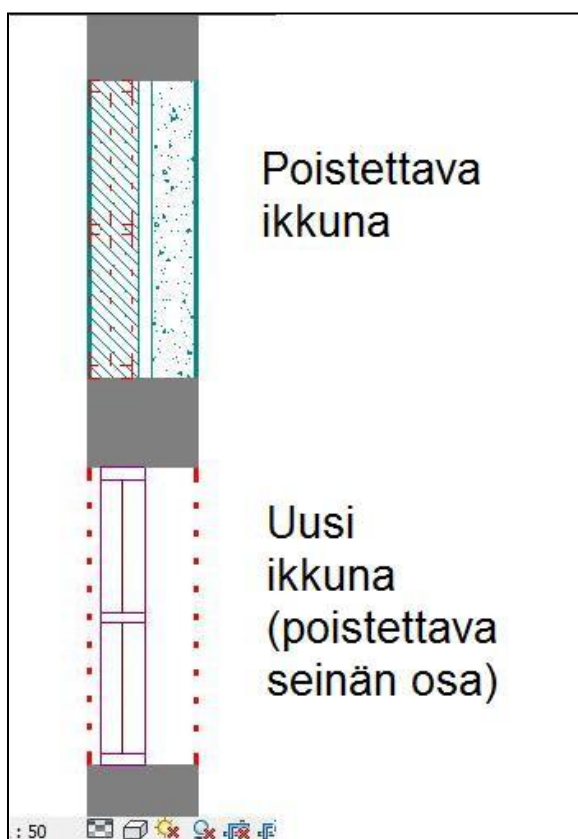 Poistettava
ikkuna
Uusi
ikkuna
(poistettava
seinän osa)
: 50